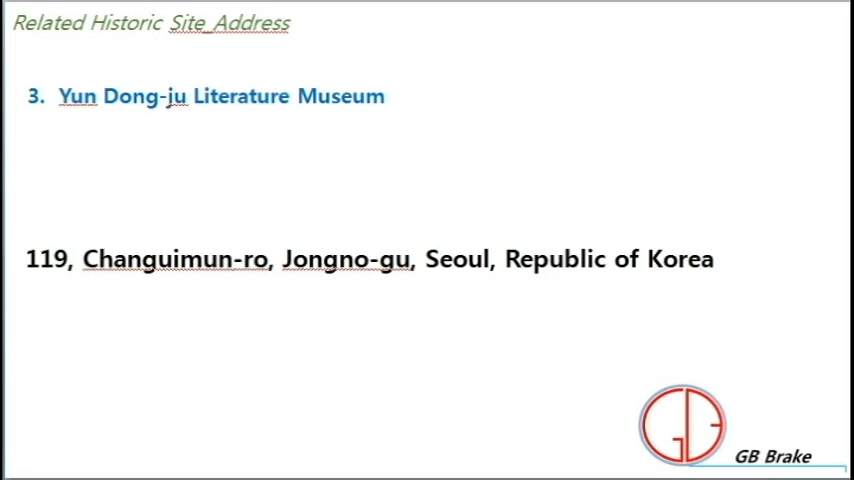 Related Historic Site_Address
3. Yun Dong-ju Literature Museum
119, Changuimun-ro, Jongno-gu, Seoul, Republic of Korea
GB Brake